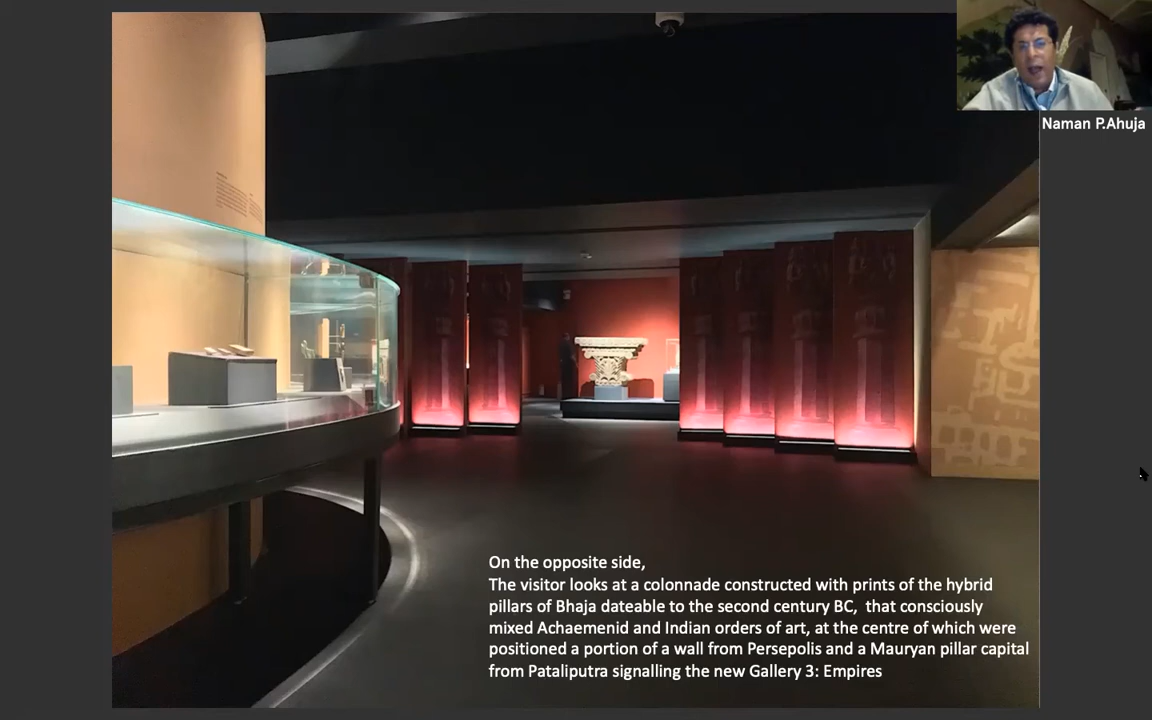 Naman P.Ahuja
On the opposite side,
The visitor looks at a colonnade constructed with prints of the hybrid
pillars of Bhaja dateable to the second century BC,  that consciously
mixed Achaemenid and Indian orders of art, at the centre of which were
positioned a portion of a wall from Persepolis and a Mauryan pillar capital
from Pataliputra signalling the new Gallery 3: Empires